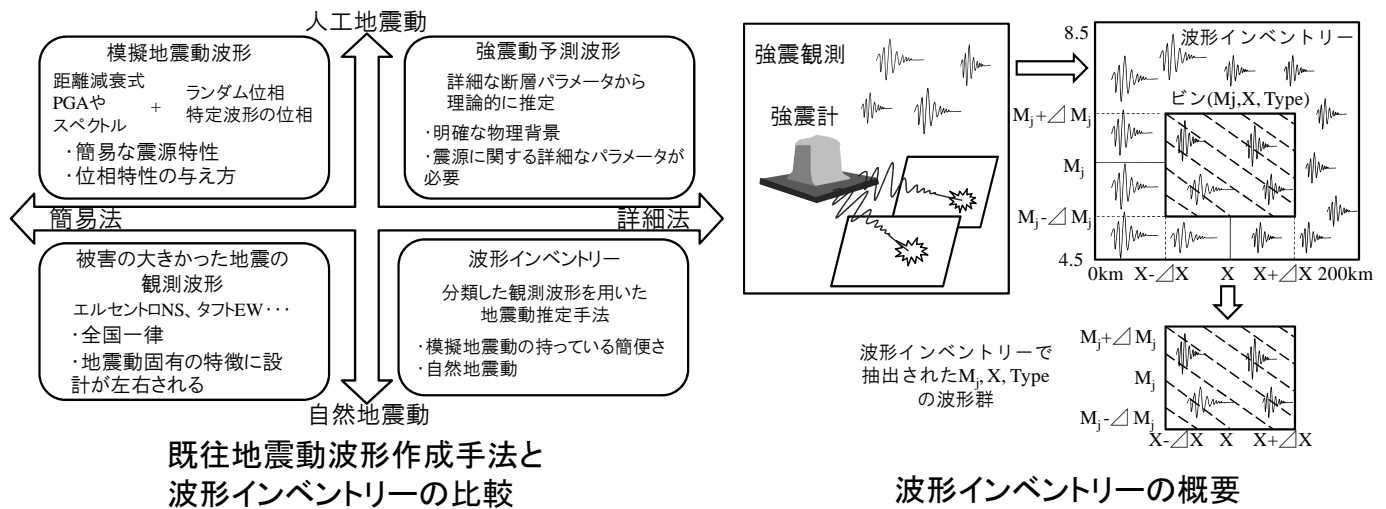 人工地震動
模擬地震動波形
距離減衰式
PGAや
スペクトル
+
ランダム位相
特定波形の位相
・簡易な震源特性
・位相特性の与え方
強震動予測波形
詳細な断層パラメータから
理論的に推定
・明確な物理背景
・震源に関する詳細なパラメータが
必要
簡易法
詳細法
被害の大きかった地震の
観測波形
エルセントロNS、タフトEW･･･
・全国一律
・地震動固有の特徴に設
計が左右される
波形インベントリー
分類した観測波形を用いた
地震動推定手法
・模擬地震動の持っている簡便さ
・自然地震動
自然地震動
既往地震動波形作成手法と
波形インベントリーの比較
強震観測
強震計
8.5
波形インベントリー
ビン(Mj,X, Type)
Mj+⊿Mj
Mj
Mj-⊿Mj
4.5
0km X-⊿X X X+⊿X 200km
波形インベントリーで
抽出されたMj, X, Type
の波形群
Mj+⊿Mj
Mj
Mj-⊿Mj
X-⊿X X X+⊿X
波形インベントリーの概要